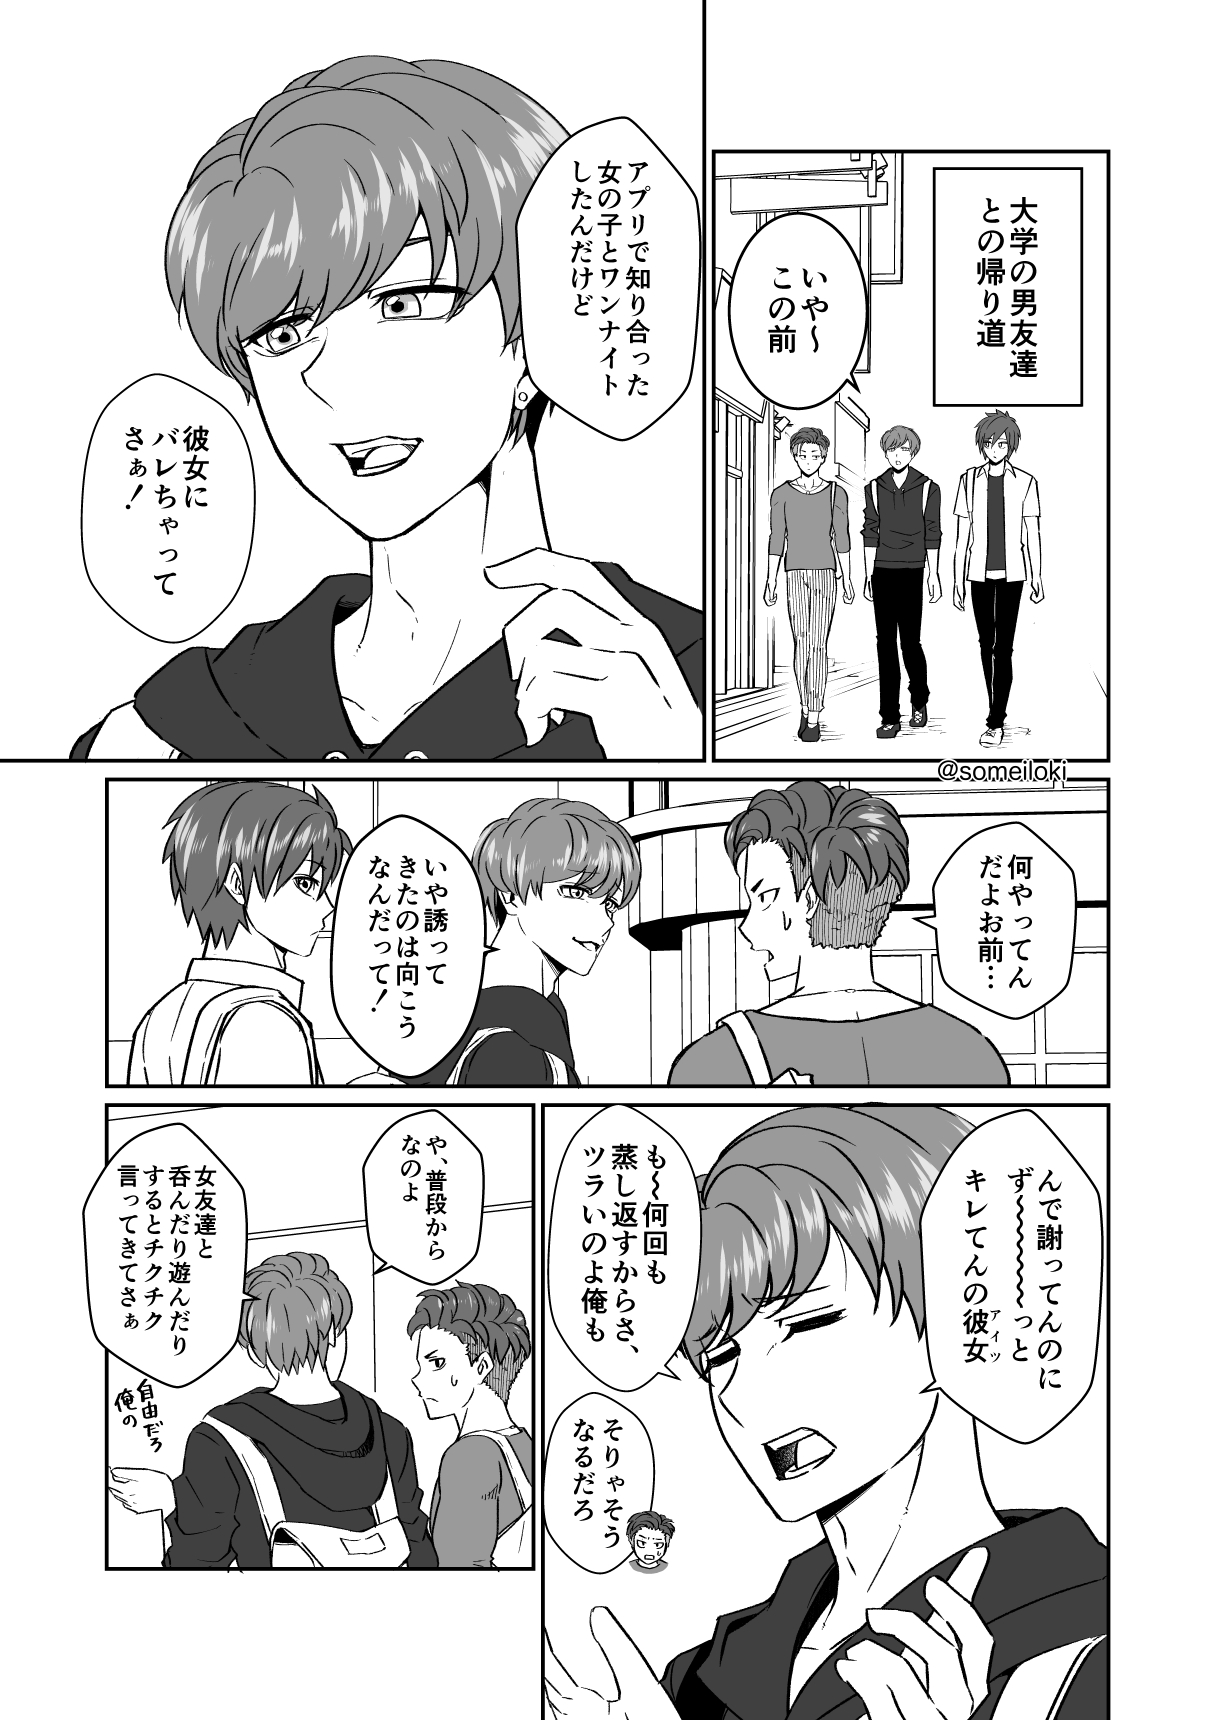 大学の男友達
との帰り道
いや～
この前
アプリで知り合った
女の子とワンナイト
したんだけど
彼女に
バレちゃって
さぁ！
@someiloki
何やってん
だよお前…
いや誘って
きたのは向こう
なんだって！
んで謝ってんのに
ず～～～～っと
キレてんの彼女
アイツ
も～何回も
蒸し返すからさ、
ツラいのよ俺も
そりゃそう
なるだろ
や、普段から
なのよ
女友達と
呑んだり遊んだり
するとチクチク
言ってきてさぁ
自由だろ
俺の